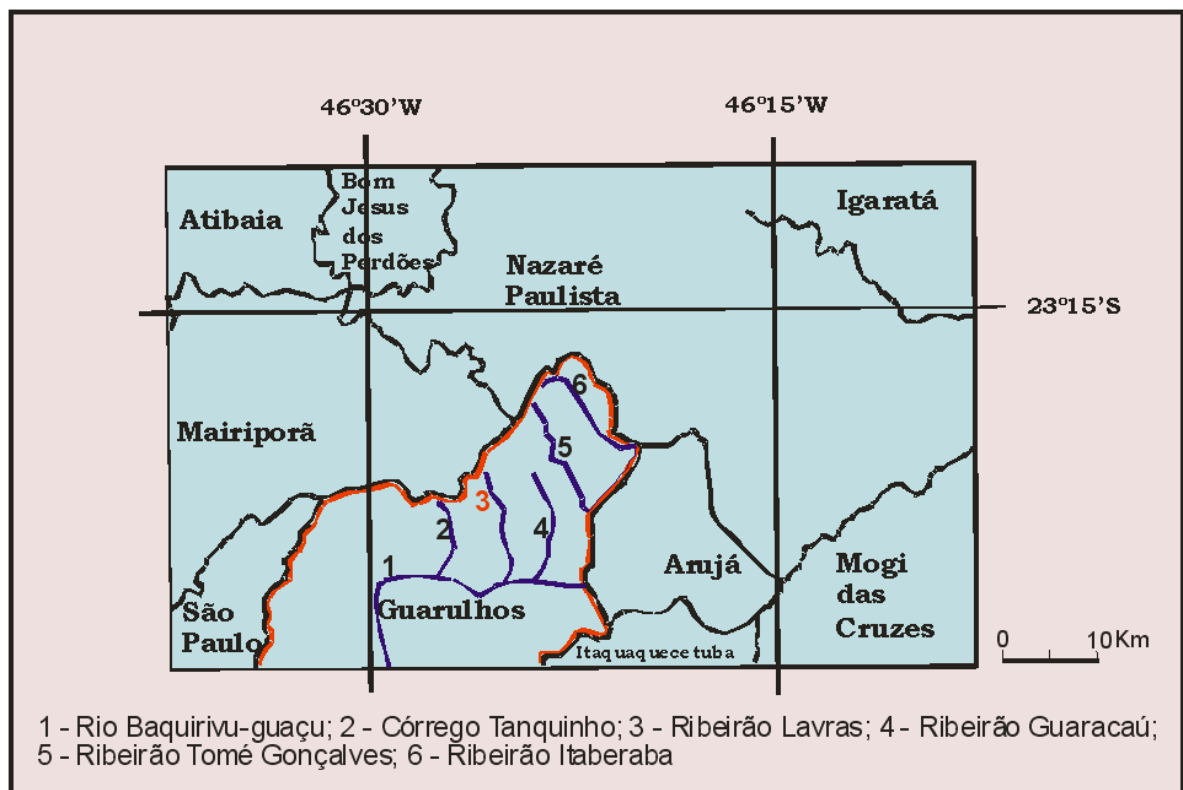 46º30'W
46º15'W
Bom
Jesus
dos
Perdões
Atibaia
Igaratá
Nazaré
Paulista
23º15'S
6
Mairiporã
5
3
2
4
1
Arujá
Mogi
das
Cruzes
Guarulhos
São
Paulo
Itaquaquecetuba
0 10Km
1 - Rio Baquirivu-guaçu; 2 - Córrego Tanquinho; 3 - Ribeirão Lavras; 4 - Ribeirão Guaracaú;
5 - Ribeirão Tomé Gonçalves; 6 - Ribeirão Itaberaba